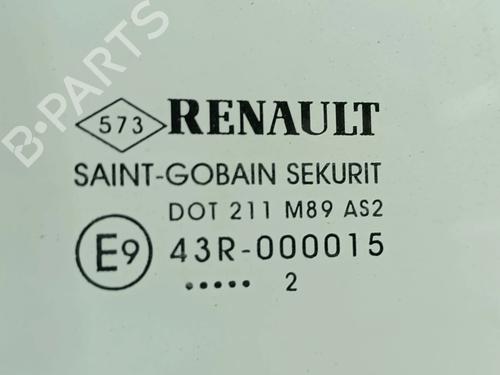 573 RENAULT
SAINT-GOBAIN SEKURIT
DOT 211 M89 AS2
E9 43R-000015
..... 2
B-PARTS